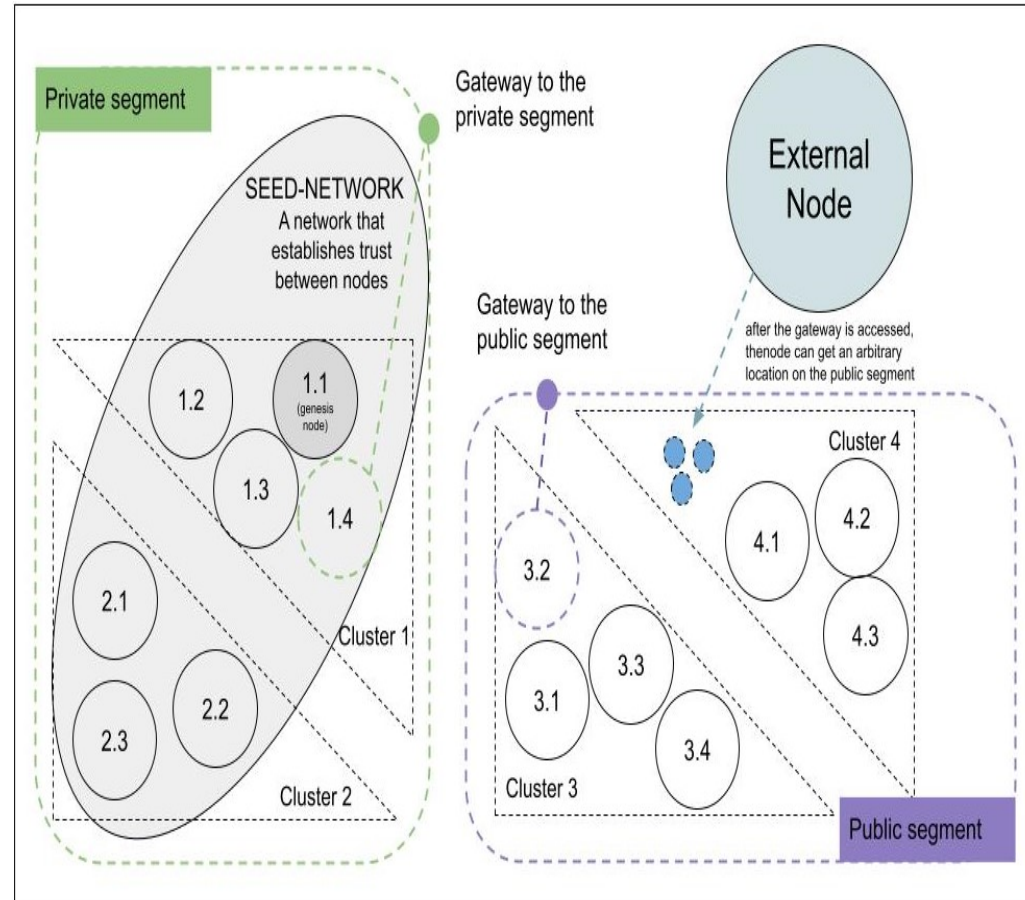 Private segment
Gateway to the
private segment
External
Node
SEED-NETWORK
A network that
establishes trust
between nodes
Gateway to the
public segment
after the gateway is accessed,
thenode can get an arbitrary
location on the public segment
1.2
1.1
(genesis
node)
1.3
1.4
2.1
2.2
2.3
Cluster 1
Cluster 2
Cluster 4
4.1
4.2
4.3
3.2
3.1
3.3
3.4
Cluster 3
Public segment